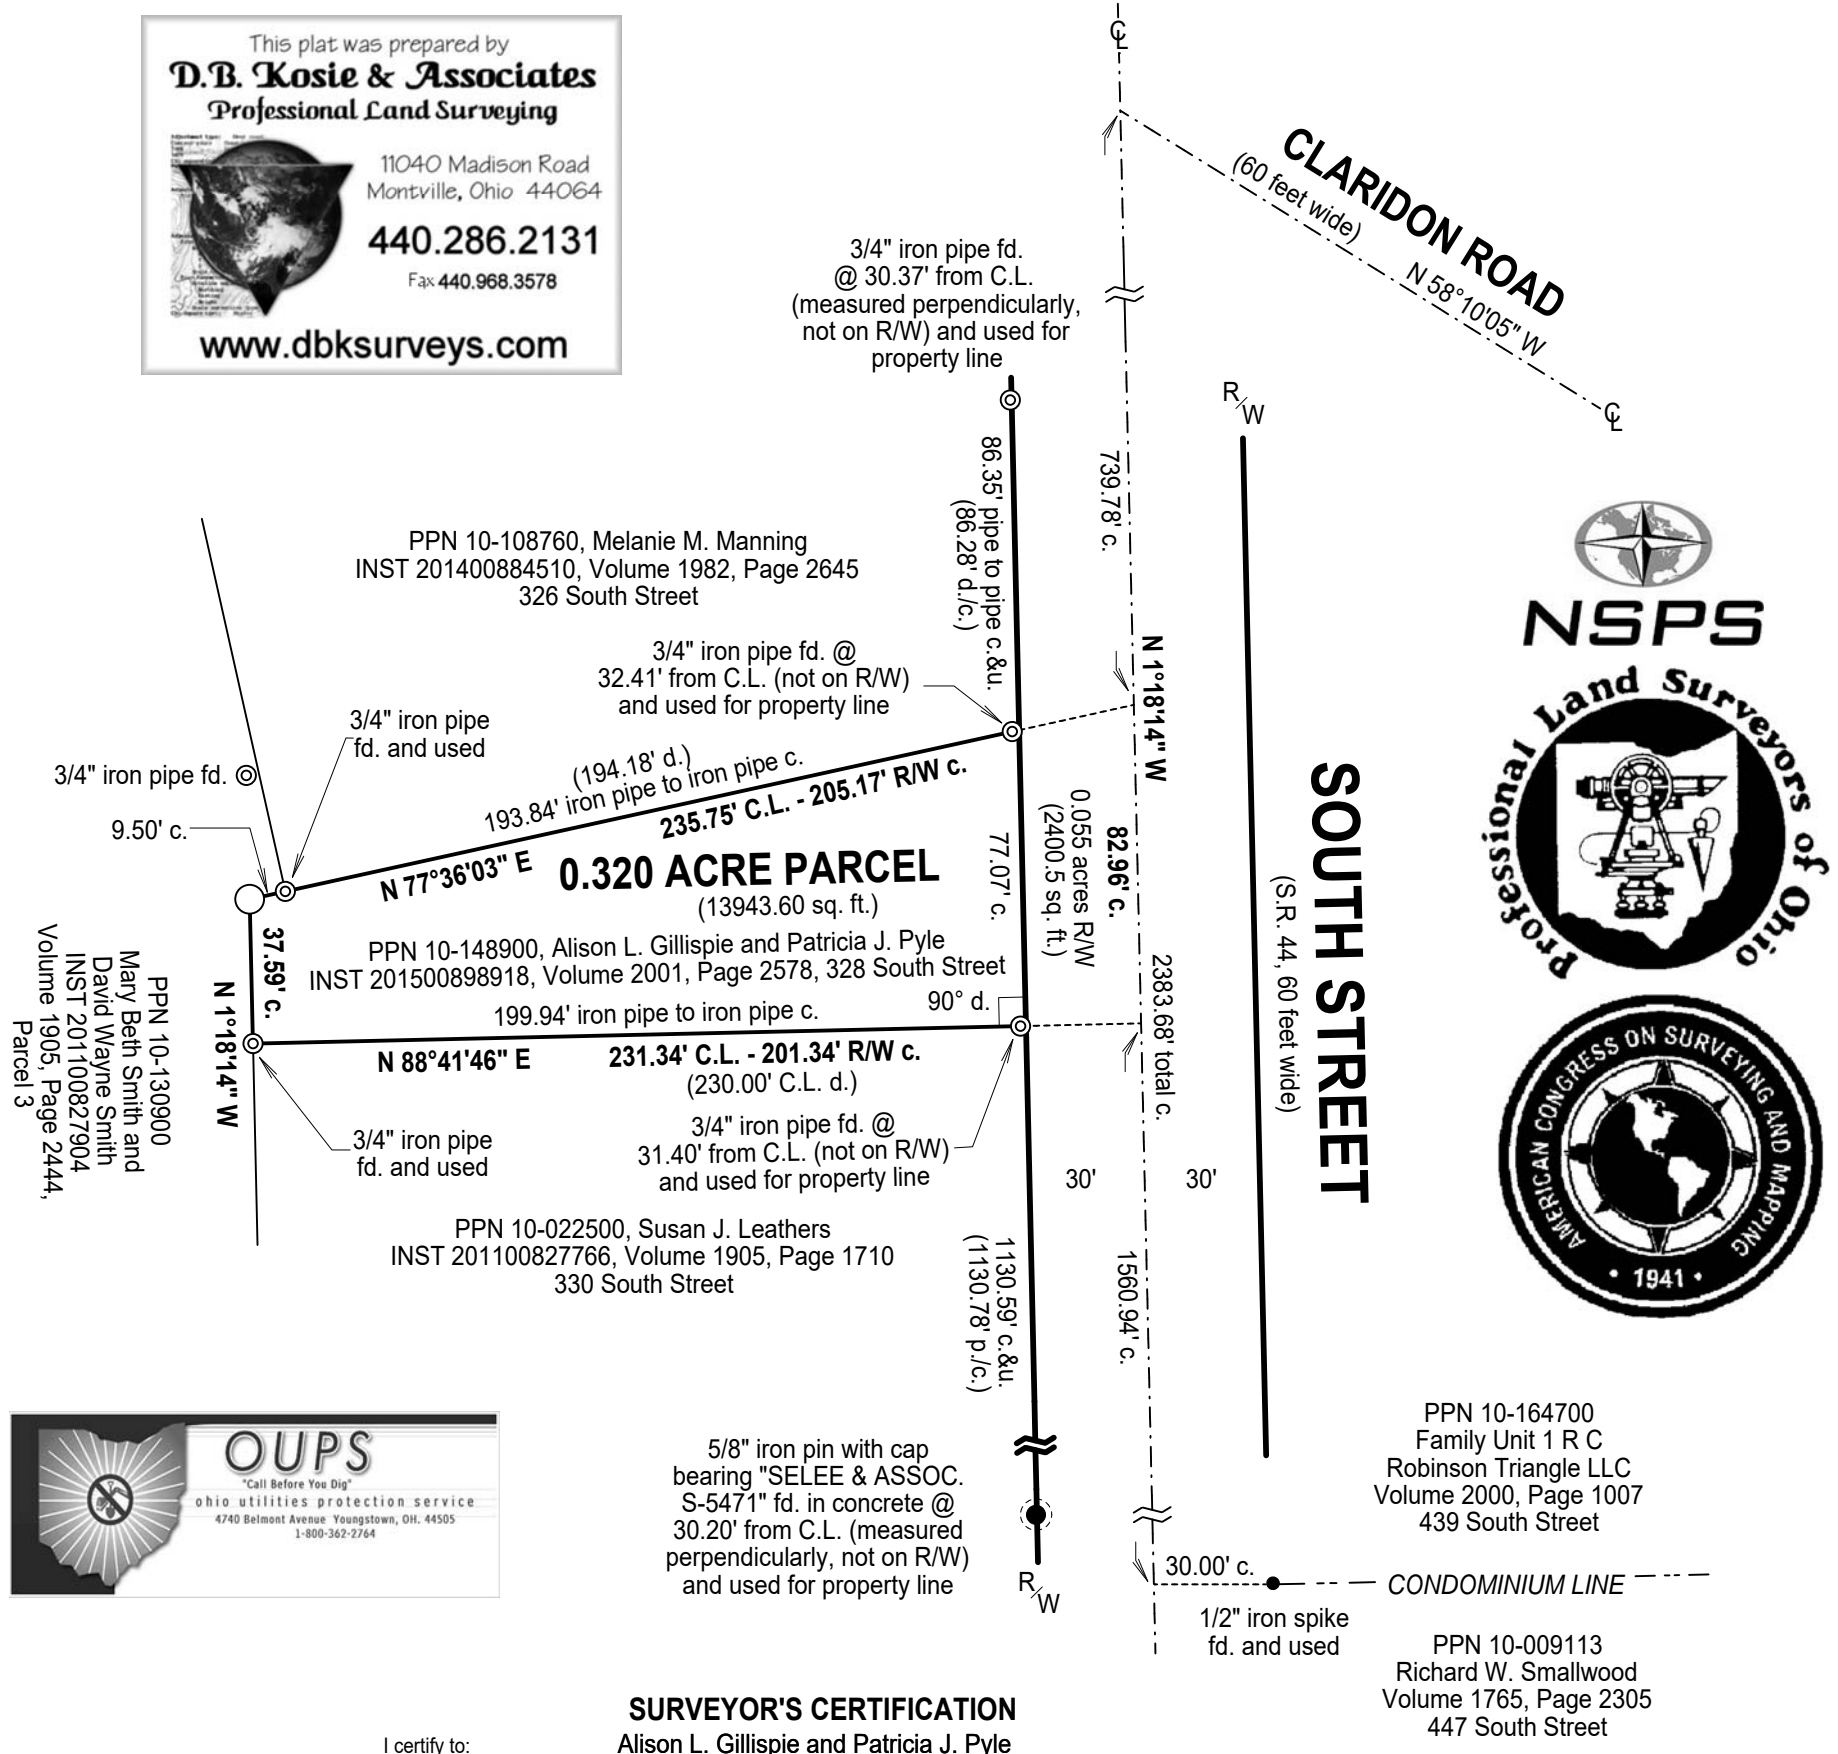 This plat was prepared by
D.B. Kosie & Associates
Professional Land Surveying
11040 Madison Road
Montville, Ohio 44064
440.286.2131
Fax 440.968.3578
www.dbksurveys.com
C̵L
CLARIDON ROAD
(60 feet wide)
N 58°10'05" W
C̵L
3/4" iron pipe fd.
@ 30.37' from C.L.
(measured perpendicularly,
not on R/W) and used for
property line
R/W
86.35' pipe to pipe c.&u.
(86.28' d./c.)
739.78' c.
PPN 10-108760, Melanie M. Manning
INST 201400884510, Volume 1982, Page 2645
326 South Street
3/4" iron pipe fd. @
32.41' from C.L. (not on R/W)
and used for property line
N 1°18'14" W
3/4" iron pipe
fd. and used
3/4" iron pipe fd.
9.50' c.
(194.18' d.)
193.84' iron pipe to iron pipe c.
235.75' C.L. - 205.17' R/W c.
N 77°36'03" E
0.320 ACRE PARCEL
(13943.60 sq. ft.)
PPN 10-148900, Alison L. Gillispie and Patricia J. Pyle
INST 201500898918, Volume 2001, Page 2578, 328 South Street
77.07' c.
0.055 acres R/W
(2400.5 sq. ft.)
82.96' c.
2383.68' total c.
SOUTH STREET
(S.R. 44, 60 feet wide)
37.59' c.
N 1°18'14" W
PPN 10-130900
Mary Beth Smith and
David Wayne Smith
INST 201100827904
Volume 1905, Page 2444,
Parcel 3
199.94' iron pipe to iron pipe c.
90° d.
N 88°41'46" E
231.34' C.L. - 201.34' R/W c.
(230.00' C.L. d.)
3/4" iron pipe
fd. and used
3/4" iron pipe fd. @
31.40' from C.L. (not on R/W)
and used for property line
30'
30'
PPN 10-022500, Susan J. Leathers
INST 201100827766, Volume 1905, Page 1710
330 South Street
1130.59' c.&u.
(1130.78' p./c.)
1560.94' c.
NSPS
Professional Land Surveyors of Ohio
AMERICAN CONGRESS ON SURVEYING AND MAPPING
• 1941 •
OUPS
"Call Before You Dig"
ohio utilities protection service
4740 Belmont Avenue Youngstown, OH. 44505
1-800-362-2764
5/8" iron pin with cap
bearing "SELEE & ASSOC.
S-5471" fd. in concrete @
30.20' from C.L. (measured
perpendicularly, not on R/W)
and used for property line
R/W
PPN 10-164700
Family Unit 1 R C
Robinson Triangle LLC
Volume 2000, Page 1007
439 South Street
30.00' c.
CONDOMINIUM LINE
1/2" iron spike
fd. and used
PPN 10-009113
Richard W. Smallwood
Volume 1765, Page 2305
447 South Street
SURVEYOR'S CERTIFICATION
I certify to:
Alison L. Gillispie and Patricia J. Pyle